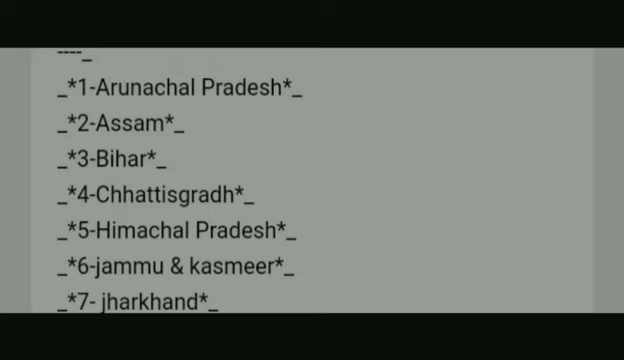 ----_
_*1-Arunachal Pradesh*_
_*2-Assam*_
_*3-Bihar*_
_*4-Chhattisgradh*_
_*5-Himachal Pradesh*_
_*6-jammu & kasmeer*_
_*7- jharkhand*_